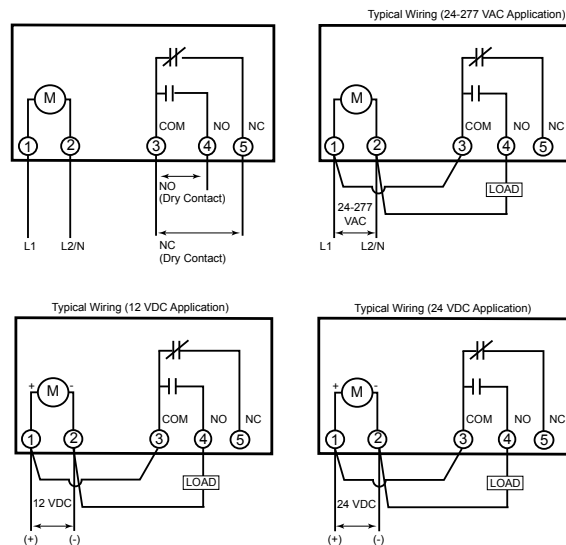 Typical Wiring (24-277 VAC Application)
M
COM NO NC
1 2 3 4 5
NO
(Dry Contact)
NC
(Dry Contact)
L1 L2/N
M
COM NO NC
1 2 3 4 5
LOAD
24-277
VAC
L1 L2/N
Typical Wiring (12 VDC Application)
+ M -
COM NO NC
1 2 3 4 5
LOAD
12 VDC
(+) (-)
Typical Wiring (24 VDC Application)
+ M -
COM NO NC
1 2 3 4 5
LOAD
24 VDC
(+) (-)